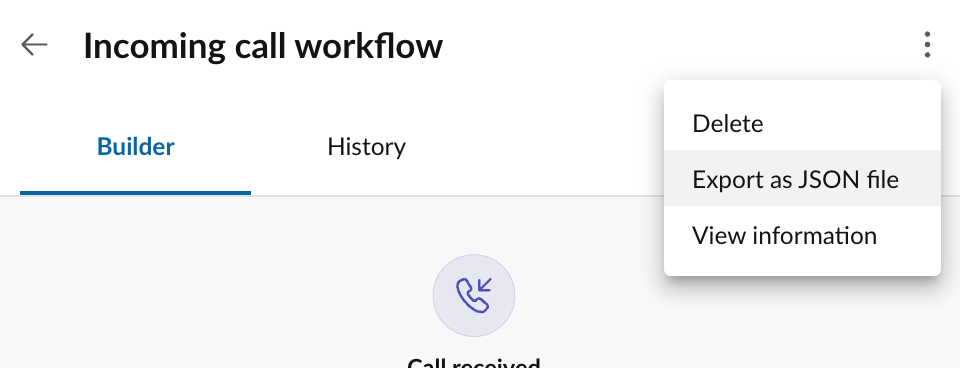 Incoming call workflow
Delete
Builder
History
Export as JSON file
View information
Call received